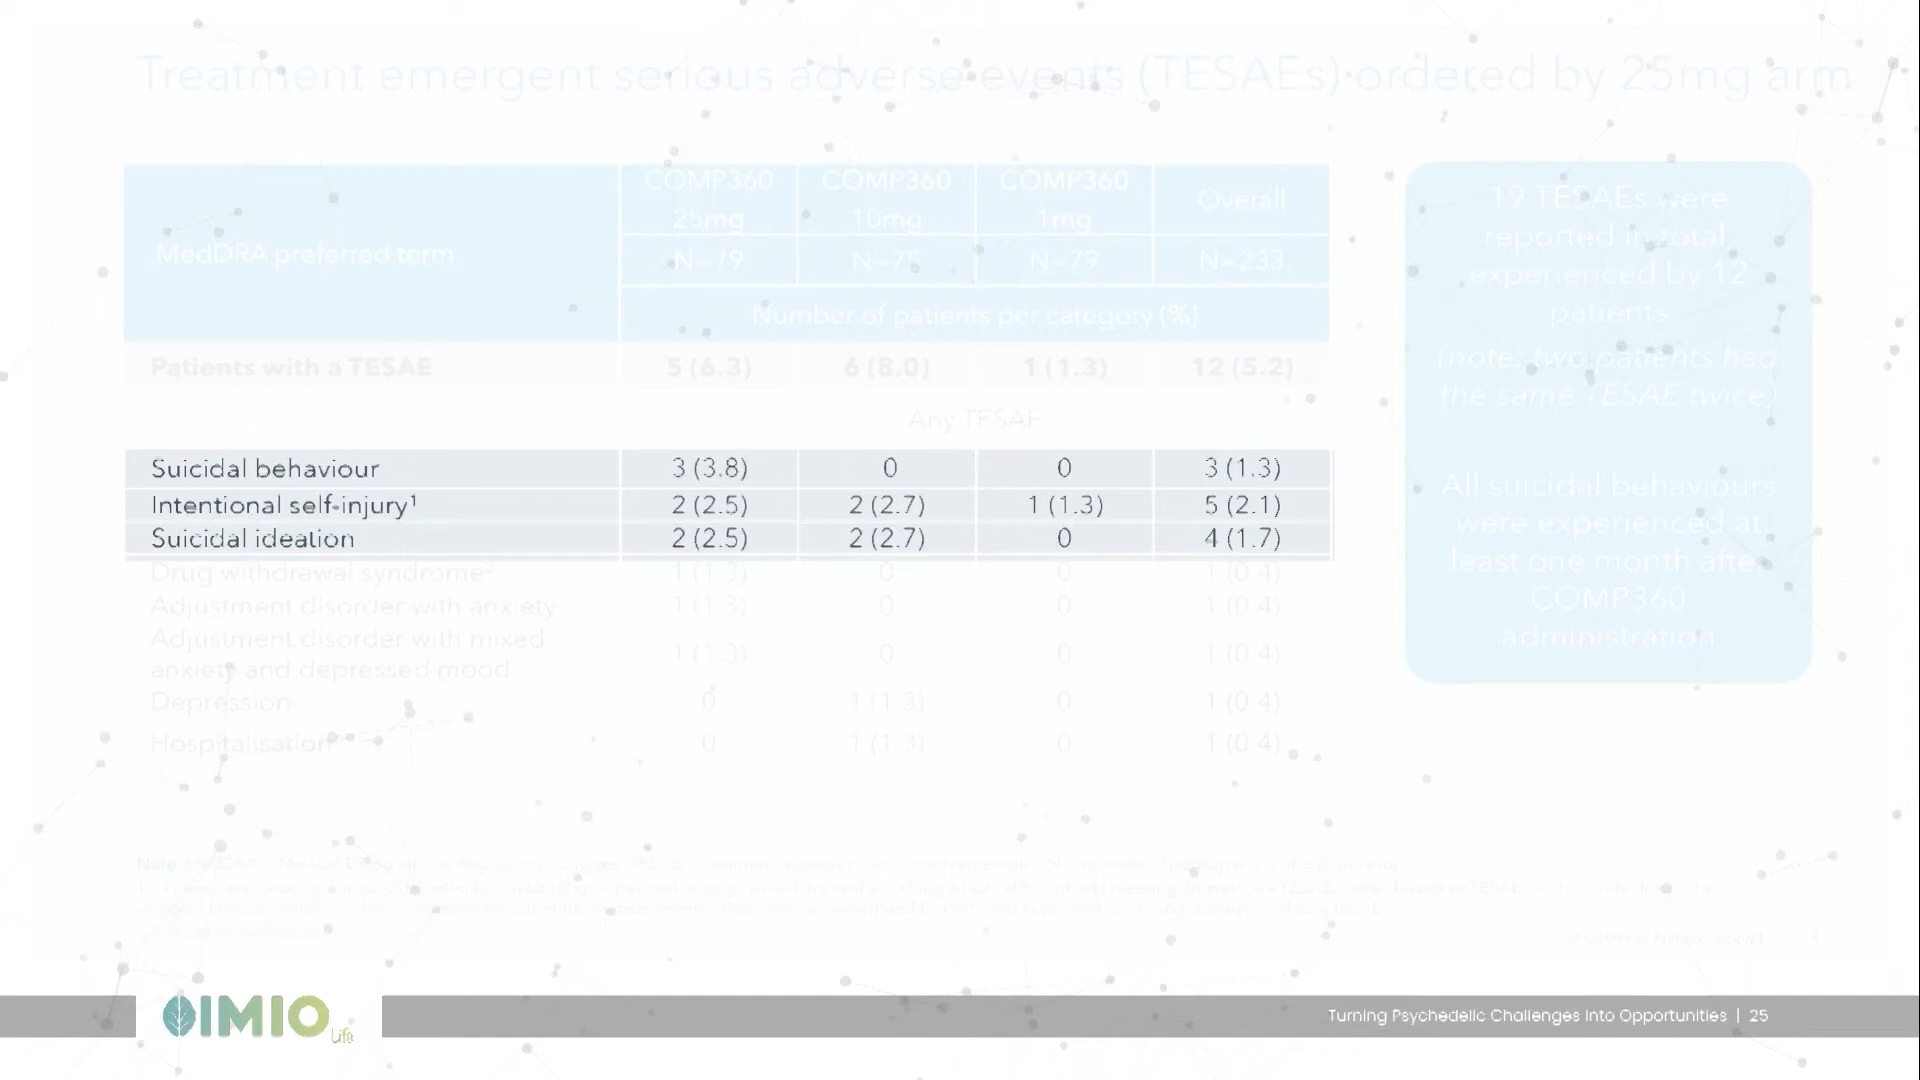 Treatment emergent serious adverse events (TESAEs) ordered by 25mg arm
MedDRA preferred term
COMP360 25mg COMP360 10mg COMP360 1mg Overall
N=79 N=75 N=79 N=233
Number of patients per category (%)
Patients with a TESAE 5 (6.3) 6 (8.0) 1 (1.3) 12 (5.2)
Any TESAE
Suicidal behaviour 3 (3.8) 0 0 3 (1.3)
Intentional self-injury¹ 2 (2.5) 2 (2.7) 1 (1.3) 5 (2.1)
Suicidal ideation 2 (2.5) 2 (2.7) 0 4 (1.7)
Drug withdrawal syndrome² 1 (1.3) 0 0 1 (0.4)
Adjustment disorder with anxiety 1 (1.3) 0 0 1 (0.4)
Adjustment disorder with mixed
anxiety and depressed mood 1 (1.3) 0 0 1 (0.4)
Depression 0 1 (1.3) 0 1 (0.4)
Hospitalisation 0 1 (1.3) 0 1 (0.4)
19 TESAEs were
reported in total,
experienced by 12
patients
(note: two patients had
the same TESAE twice)
All suicidal behaviours
were experienced at
least one month after
COMP360
administration
Note
IMIO Life
Turning Psychedelic Challenges Into Opportunities | 25